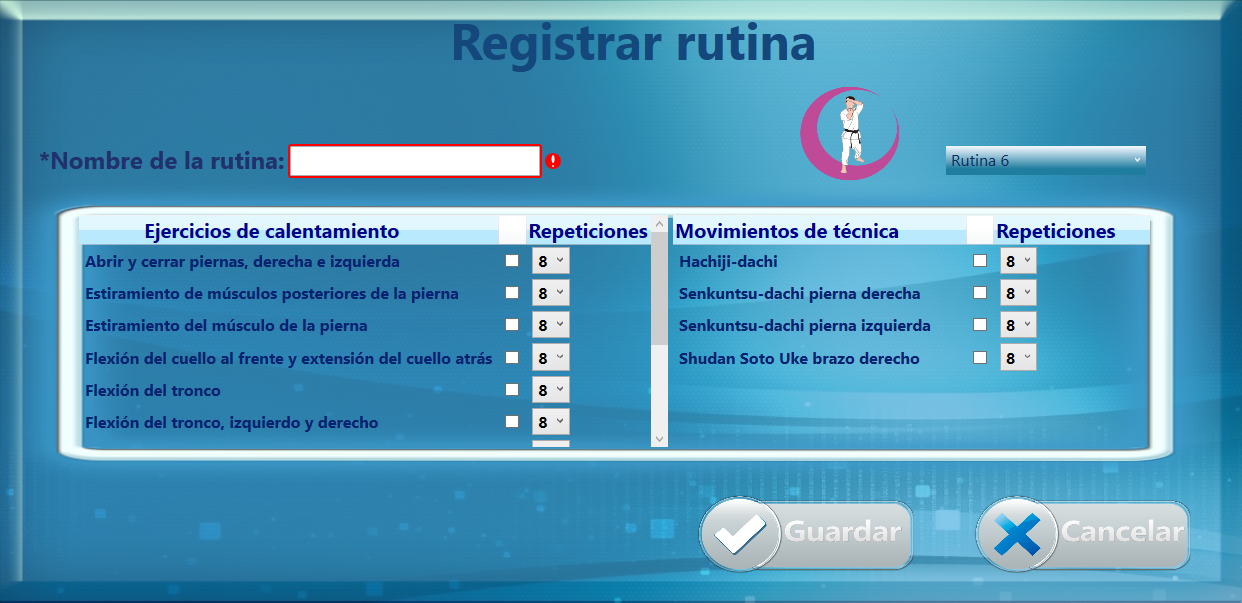 Registrar rutina
*Nombre de la rutina:
Rutina 6
Ejercicios de calentamiento Repeticiones
Movimientos de técnica Repeticiones
Abrir y cerrar piernas, derecha e izquierda 8
Hachiji-dachi 8
Estiramiento de músculos posteriores de la pierna 8
Senkuntsu-dachi pierna derecha 8
Estiramiento del músculo de la pierna 8
Senkuntsu-dachi pierna izquierda 8
Flexión del cuello al frente y extensión del cuello atrás 8
Shudan Soto Uke brazo derecho 8
Flexión del tronco 8
Flexión del tronco, izquierdo y derecho 8
Guardar
Cancelar